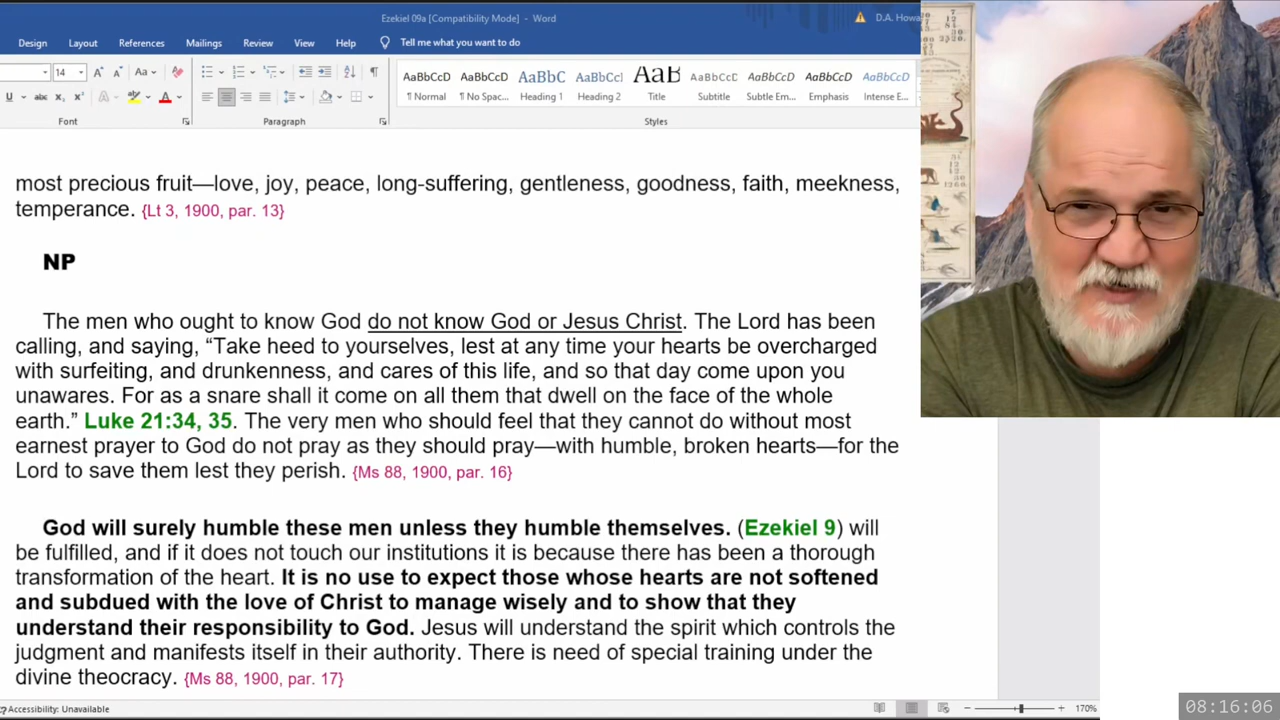 Ezekiel 09a [Compatibility Mode] - Word
D.A. Howa
Design Layout References Mailings Review View Help Tell me what you want to do
14 Aa
AaBbCcD AaBbCcD AaBbC AaBbCcl AaB AaBbCcD AaBbCcD AaBbCcD AaBbCcD
U abc x₂ x² A A
¶ Normal ¶ No Spac... Heading 1 Heading 2 Title Subtitle Subtle Em... Emphasis Intense E...
Font Paragraph Styles
most precious fruit—love, joy, peace, long-suffering, gentleness, goodness, faith, meekness,
temperance. {Lt 3, 1900, par. 13}
NP
The men who ought to know God do not know God or Jesus Christ. The Lord has been
calling, and saying, “Take heed to yourselves, lest at any time your hearts be overcharged
with surfeiting, and drunkenness, and cares of this life, and so that day come upon you
unawares. For as a snare shall it come on all them that dwell on the face of the whole
earth.” Luke 21:34, 35. The very men who should feel that they cannot do without most
earnest prayer to God do not pray as they should pray—with humble, broken hearts—for the
Lord to save them lest they perish. {Ms 88, 1900, par. 16}
God will surely humble these men unless they humble themselves. (Ezekiel 9) will
be fulfilled, and if it does not touch our institutions it is because there has been a thorough
transformation of the heart. It is no use to expect those whose hearts are not softened
and subdued with the love of Christ to manage wisely and to show that they
understand their responsibility to God. Jesus will understand the spirit which controls the
judgment and manifests itself in their authority. There is need of special training under the
divine theocracy. {Ms 88, 1900, par. 17}
Accessibility: Unavailable
170%
08:16:06